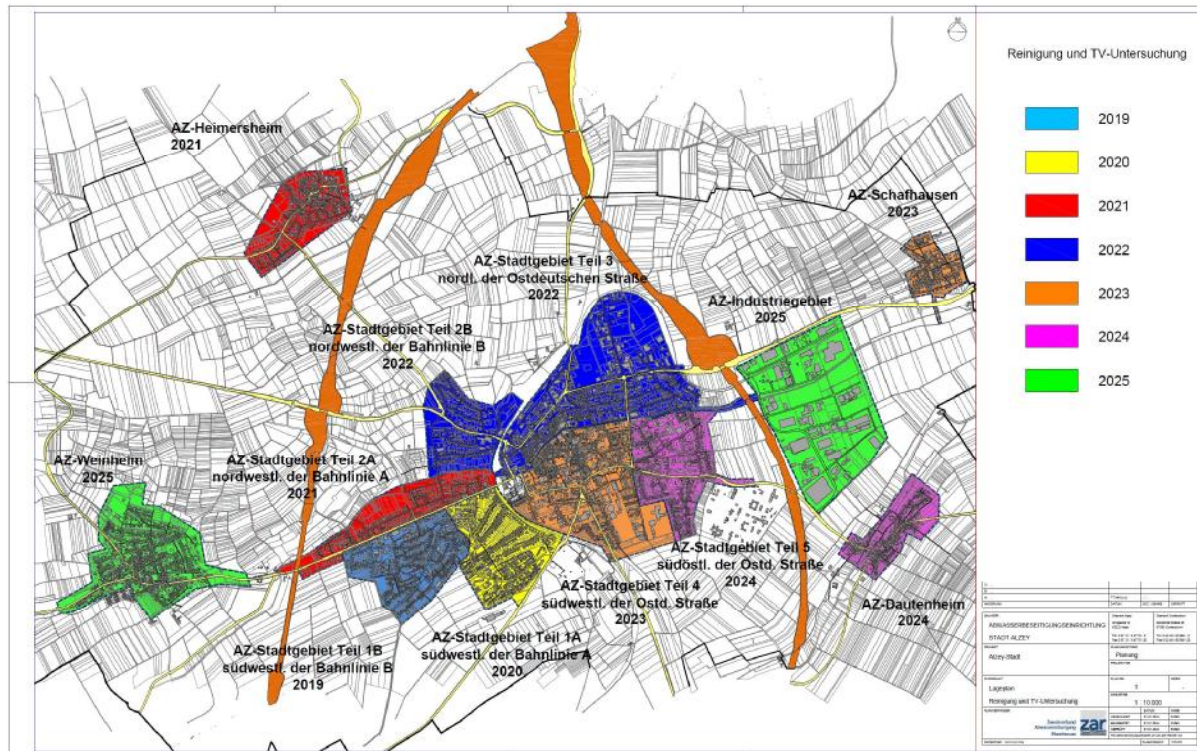 Reinigung und TV-Untersuchung
2019
2020
2021
2022
2023
2024
2025
AZ-Heimersheim
2021
AZ-Schafhausen
2023
AZ-Stadtgebiet Teil 3
nördl. der Ostdeutschen Straße
2022
AZ-Industriegebiet
2025
AZ-Stadtgebiet Teil 2B
nordwestl. der Bahnlinie B
2022
AZ-Weinheim
2025
AZ-Stadtgebiet Teil 2A
nordwestl. der Bahnlinie A
2021
AZ-Stadtgebiet Teil 5
südöstl. der Ostd. Straße
2024
AZ-Stadtgebiet Teil 4
südwestl. der Ostd. Straße
2023
AZ-Dautenheim
2024
AZ-Stadtgebiet Teil 1A
südwestl. der Bahnlinie A
2020
AZ-Stadtgebiet Teil 1B
südwestl. der Bahnlinie B
2019
ABWASSERBESEITIGUNGSEINRICHTUNG
STADT ALZEY
Alzey-Stadt
Planung
Lageplan
Reinigung und TV-Untersuchung
1
1 : 10.000
zar